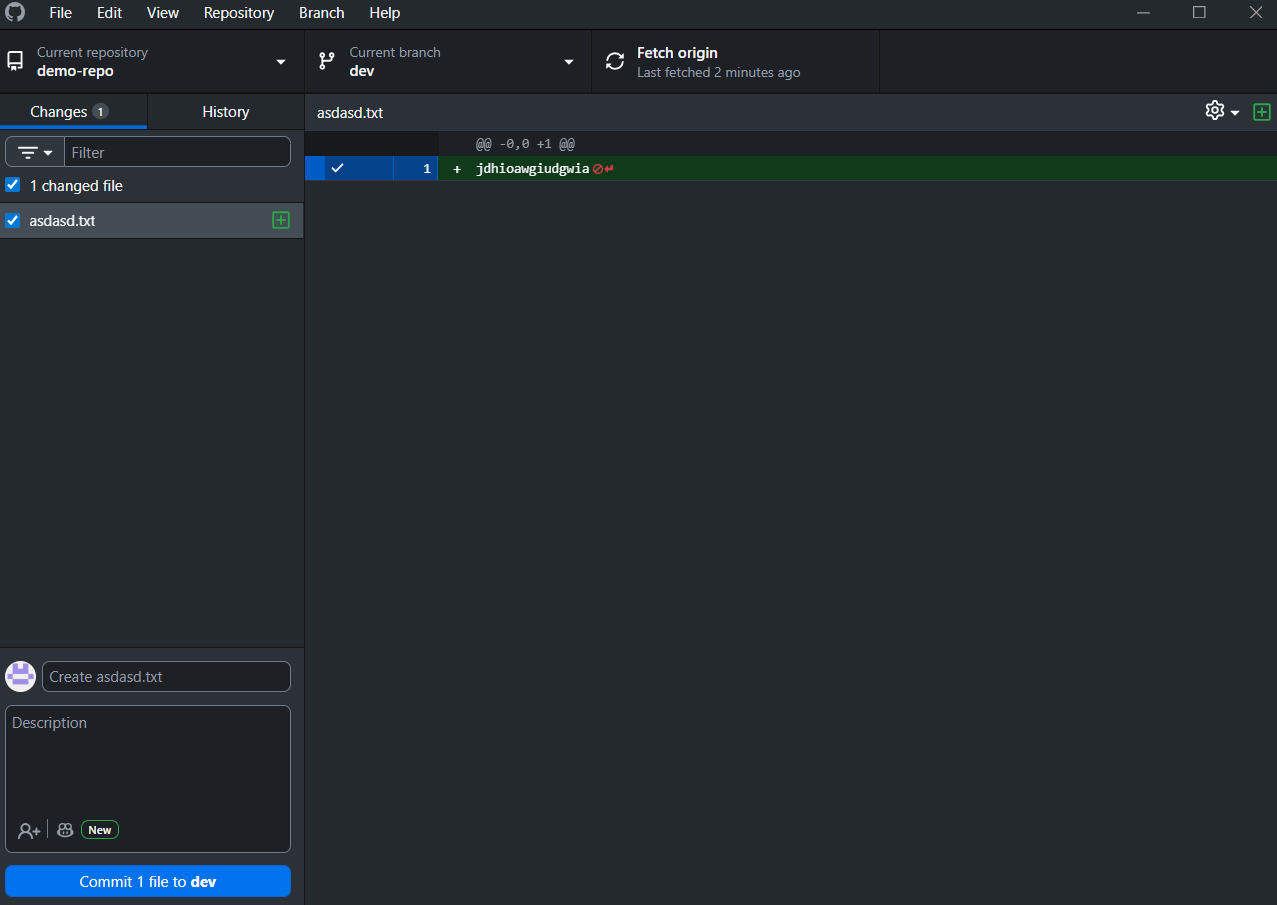 File Edit View Repository Branch Help
Current repository
demo-repo
Current branch
dev
Fetch origin
Last fetched 2 minutes ago
Changes 1
History
Filter
1 changed file
asdasd.txt
asdasd.txt
@@ -0,0 +1 @@
1 + jdhioawgiudgwia
Create asdasd.txt
Description
New
Commit 1 file to dev